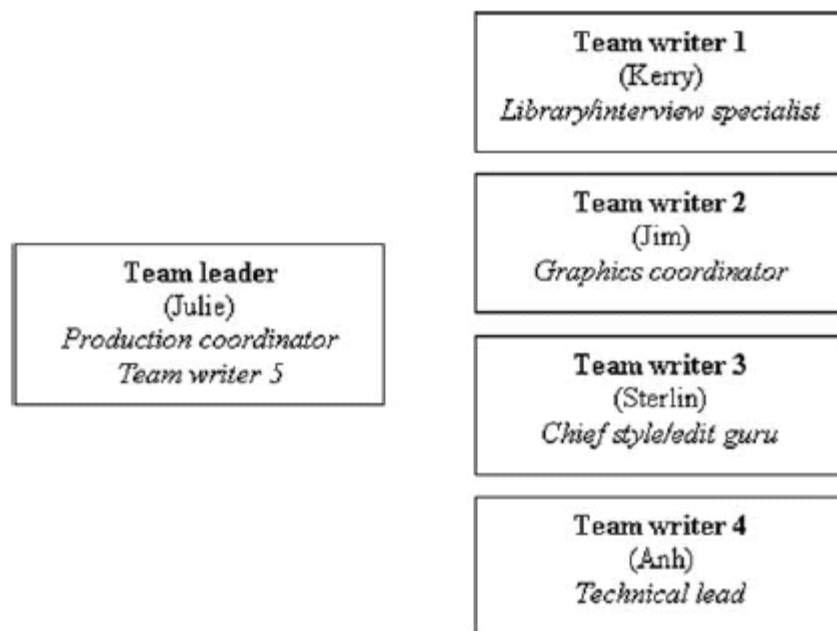 Team leader
(Julie)
Production coordinator
Team writer 5
Team writer 1
(Kerry)
Library/interview specialist
Team writer 2
(Jim)
Graphics coordinator
Team writer 3
(Sterlin)
Chief style/edit guru
Team writer 4
(Anh)
Technical lead